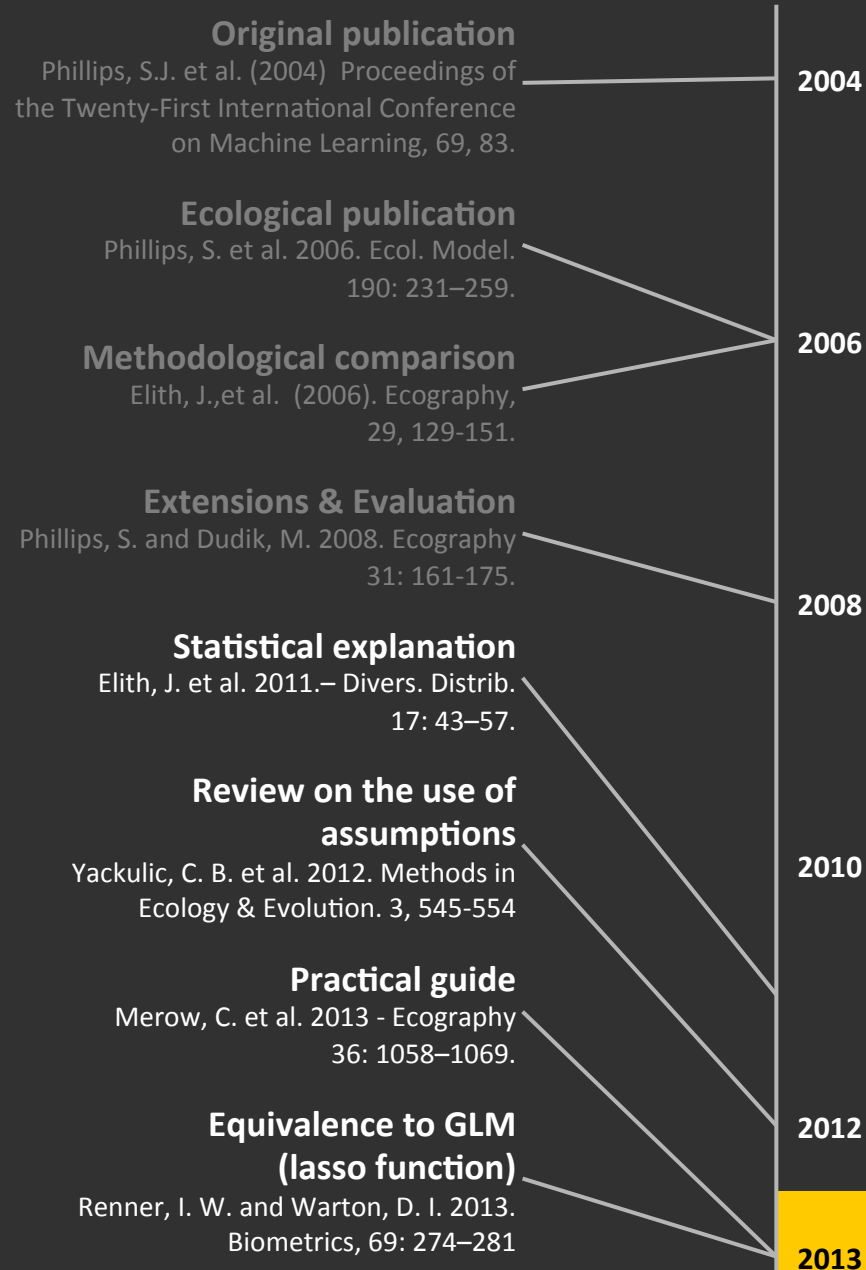 Original publication
Phillips, S.J. et al. (2004)  Proceedings of
the Twenty-First International Conference
on Machine Learning, 69, 83.
2004
Ecological publication
Phillips, S. et al. 2006. Ecol. Model.
190: 231–259.
2006
Methodological comparison
Elith, J.,et al.  (2006). Ecography,
29, 129-151.
Extensions & Evaluation
Phillips, S. and Dudik, M. 2008. Ecography
31: 161-175.
2008
Statistical explanation
Elith, J. et al. 2011.– Divers. Distrib.
17: 43–57.
Review on the use of
assumptions
Yackulic, C. B. et al. 2012. Methods in
Ecology & Evolution. 3, 545-554
2010
Practical guide
Merow, C. et al. 2013 - Ecography
36: 1058–1069.
Equivalence to GLM
(lasso function)
Renner, I. W. and Warton, D. I. 2013.
Biometrics, 69: 274–281
2012
2013